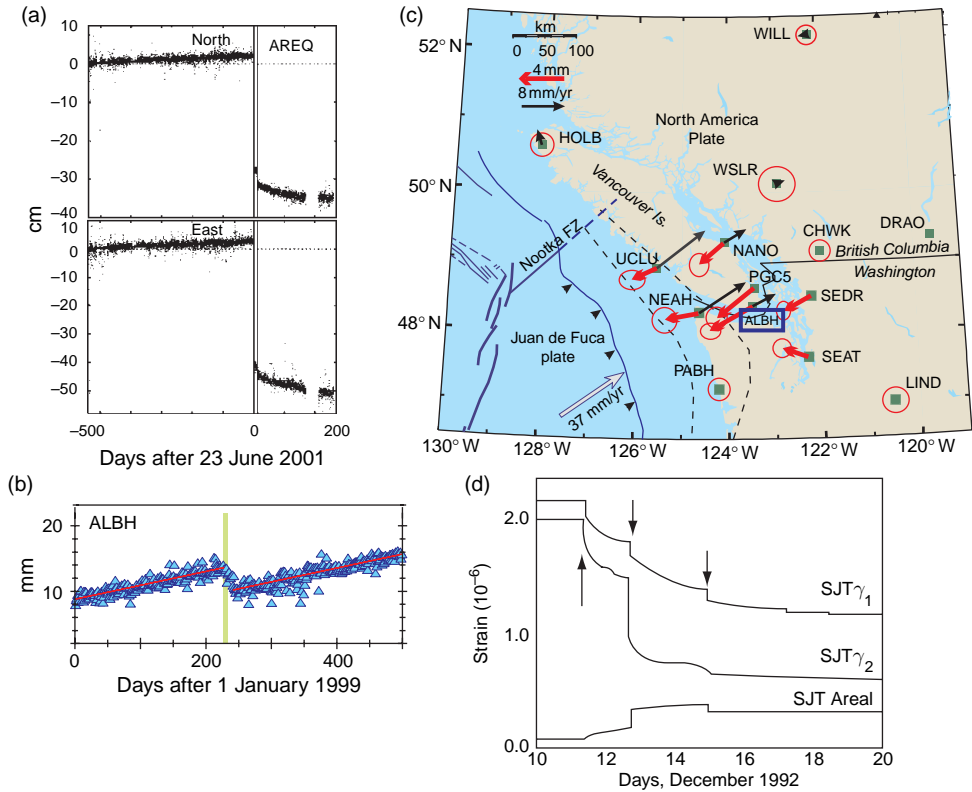 (a)
North
AREQ
10
0
−10
−20
−30
−40
cm
East
10
0
−10
−20
−30
−40
−50
−500
0
0
200
Days after 23 June 2001
(b)
ALBH
20
10
mm
0
200
400
Days after 1 January 1999
(c)
52° N
50° N
48° N
km
0 50 100
4 mm
8 mm/yr
WILL
HOLB
North America
Plate
WSLR
Vancouver Is.
Nootka FZ
CHWK
DRAO
British Columbia
Washington
UCLU
NANO
PGC5
NEAH
SEDR
ALBH
Juan de Fuca
plate
SEAT
PABH
LIND
37 mm/yr
130° W
128° W
126° W
124° W
122° W
120° W
(d)
2.0
1.0
0.0
Strain (10⁻⁶)
SJTγ₁
SJTγ₂
SJT Areal
10 12 14 16 18 20
Days, December 1992